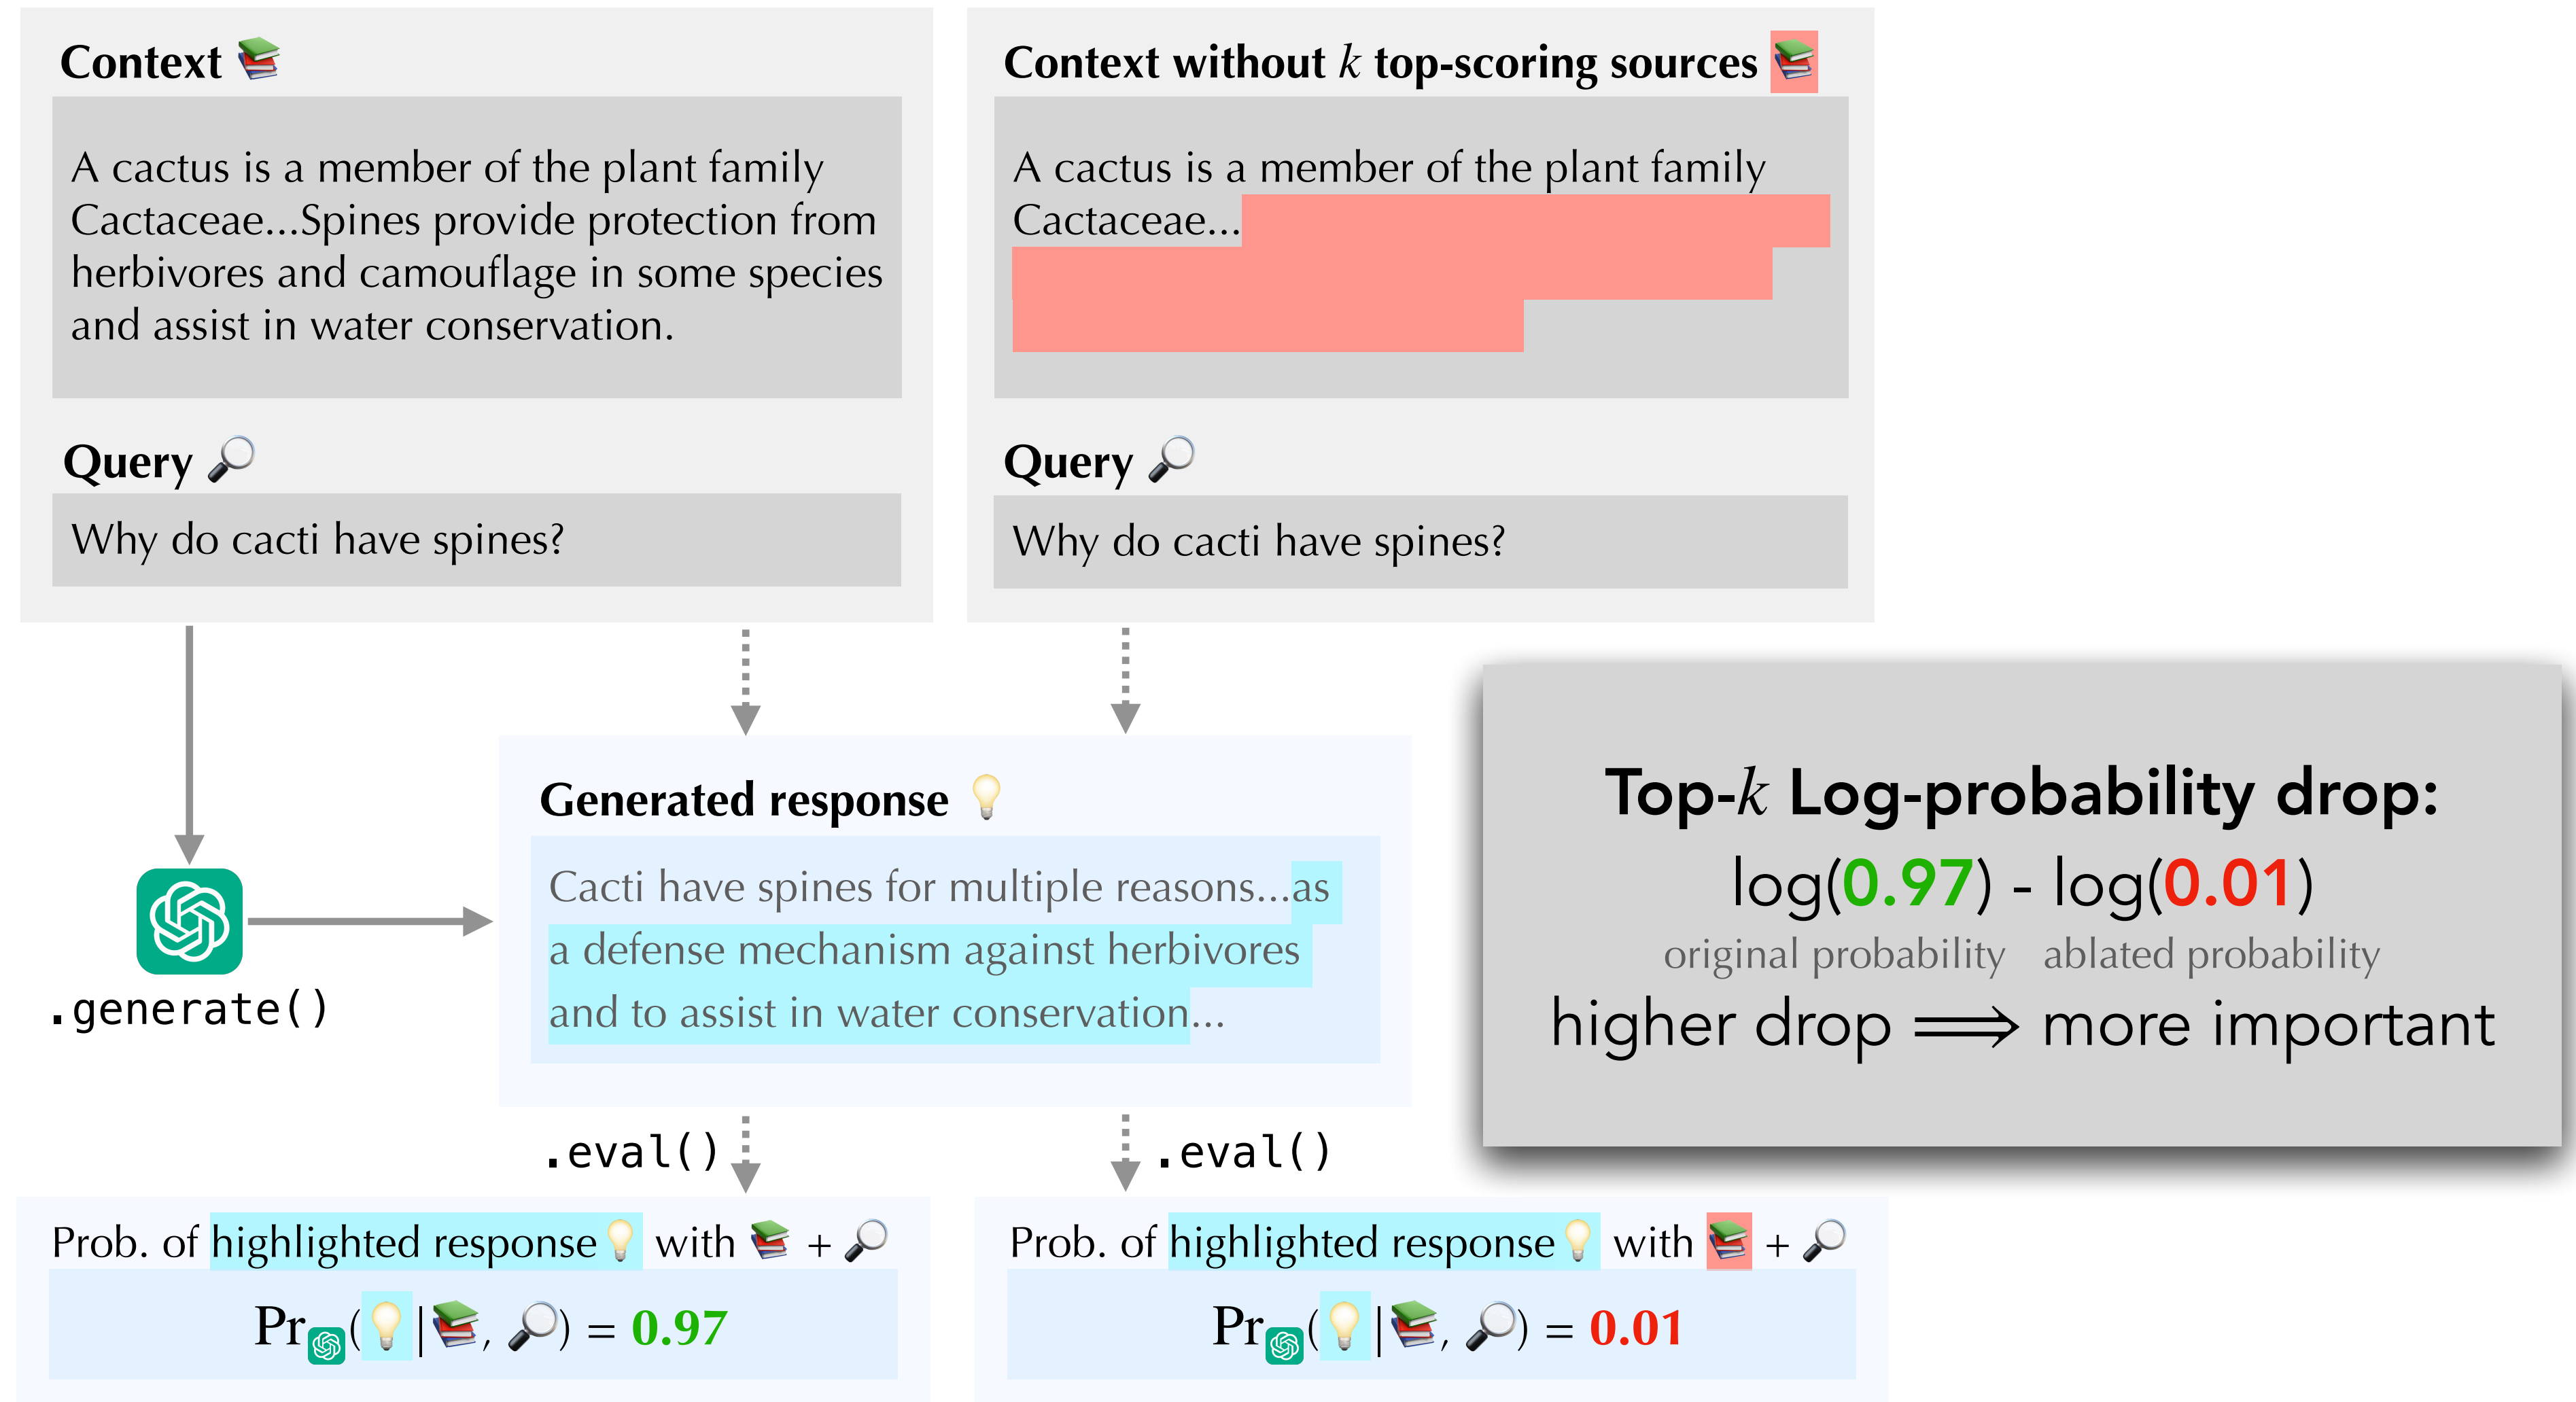 Context 📚
A cactus is a member of the plant family
Cactaceae...Spines provide protection from
herbivores and camouflage in some species
and assist in water conservation.
Query 🔎
Why do cacti have spines?
Context without k top-scoring sources 📚
A cactus is a member of the plant family
Cactaceae...
Query 🔎
Why do cacti have spines?
.generate()
Generated response 💡
Cacti have spines for multiple reasons...as
a defense mechanism against herbivores
and to assist in water conservation...
.eval()
.eval()
Prob. of highlighted response💡 with 📚 + 🔎
Pr(💡|📚, 🔎) = 0.97
Prob. of highlighted response💡 with 📚 + 🔎
Pr(💡|📚, 🔎) = 0.01
Top-k Log-probability drop:
log(0.97) - log(0.01)
original probability ablated probability
higher drop ⟹ more important